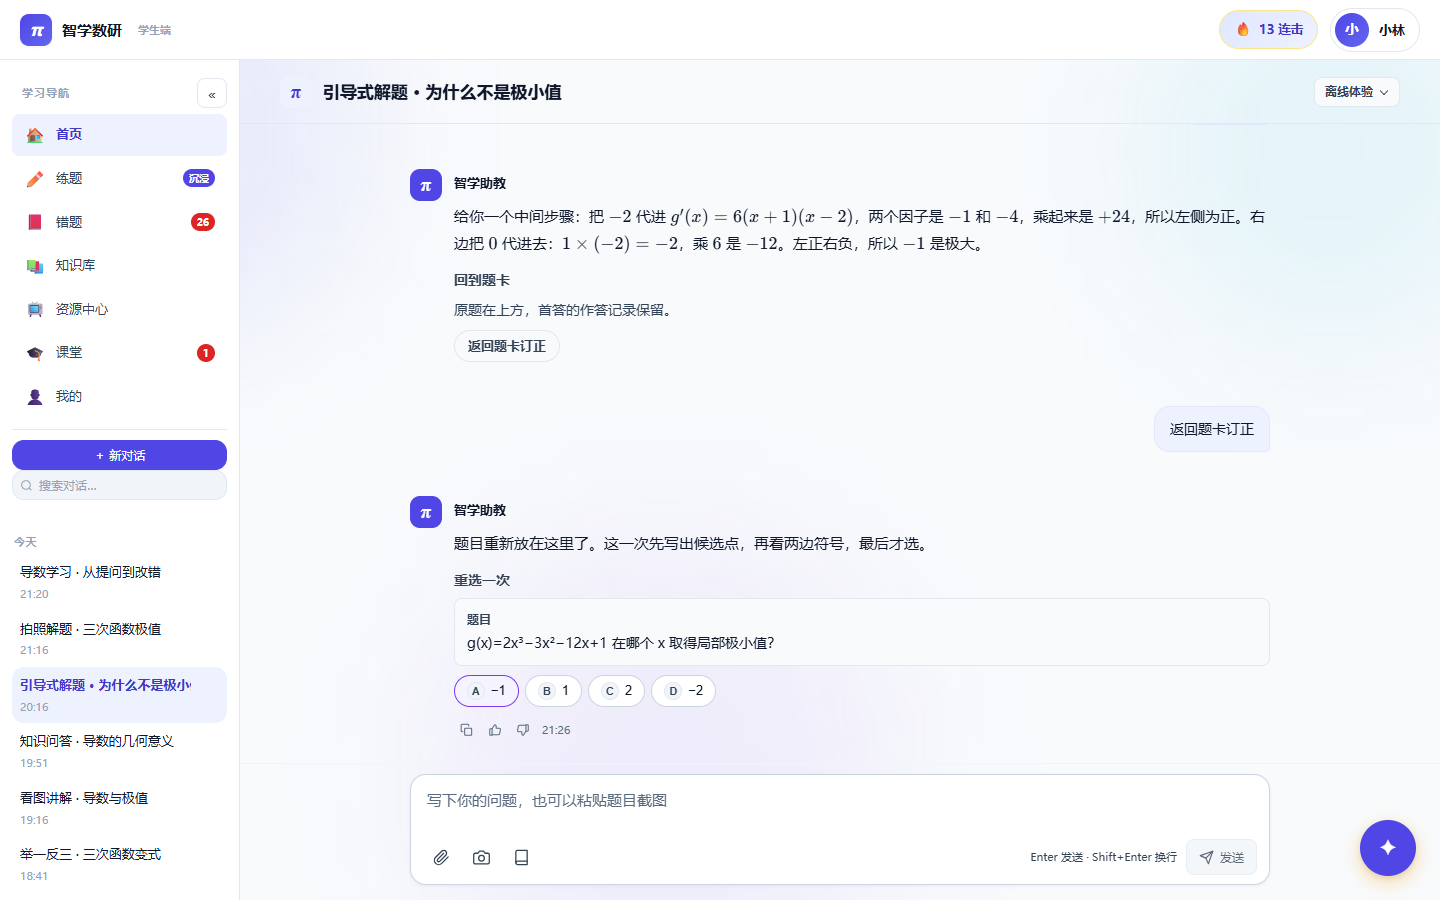 π 智学数研 学生端
13 连击
小 小林
学习导航 «
首页
练题 沉浸
错题 26
知识库
资源中心
课堂 1
我的
+ 新对话
搜索对话...
今天
导数学习 · 从提问到改错
21:20
拍照解题 · 三次函数极值
21:16
引导式解题 • 为什么不是极小
20:16
知识问答 · 导数的几何意义
19:51
看图讲解 · 导数与极值
19:16
举一反三 · 三次函数变式
18:41
π 引导式解题 • 为什么不是极小值
离线体验
π 智学助教
给你一个中间步骤：把 −2 代进 g′(x) = 6(x + 1)(x − 2)，两个因子是 −1 和 −4，乘起来是 +24，所以左侧为正。右
边把 0 代进去：1 × (−2) = −2，乘 6 是 −12。左正右负，所以 −1 是极大。
回到题卡
原题在上方，首答的作答记录保留。
返回题卡订正
返回题卡订正
π 智学助教
题目重新放在这里了。这一次先写出候选点，再看两边符号，最后才选。
重选一次
题目
g(x)=2x³−3x²−12x+1 在哪个 x 取得局部极小值?
A −1 B 1 C 2 D −2
21:26
写下你的问题，也可以粘贴题目截图
Enter 发送 · Shift+Enter 换行 发送